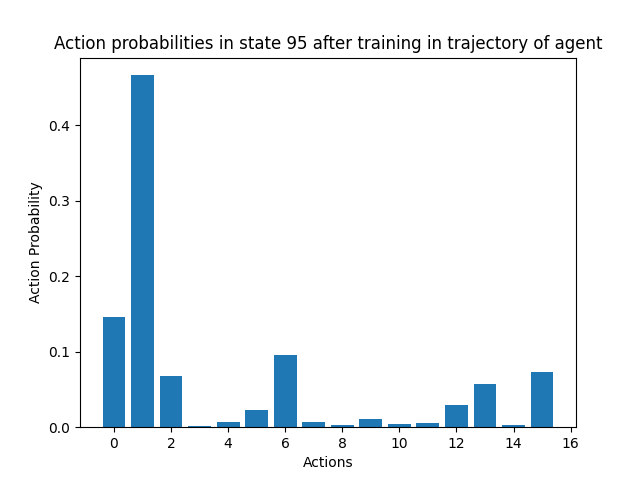 Action probabilities in state 95 after training in trajectory of agent
0.4
0.3
0.2
0.1
0.0
Action Probability
0 2 4 6 8 10 12 14 16
Actions